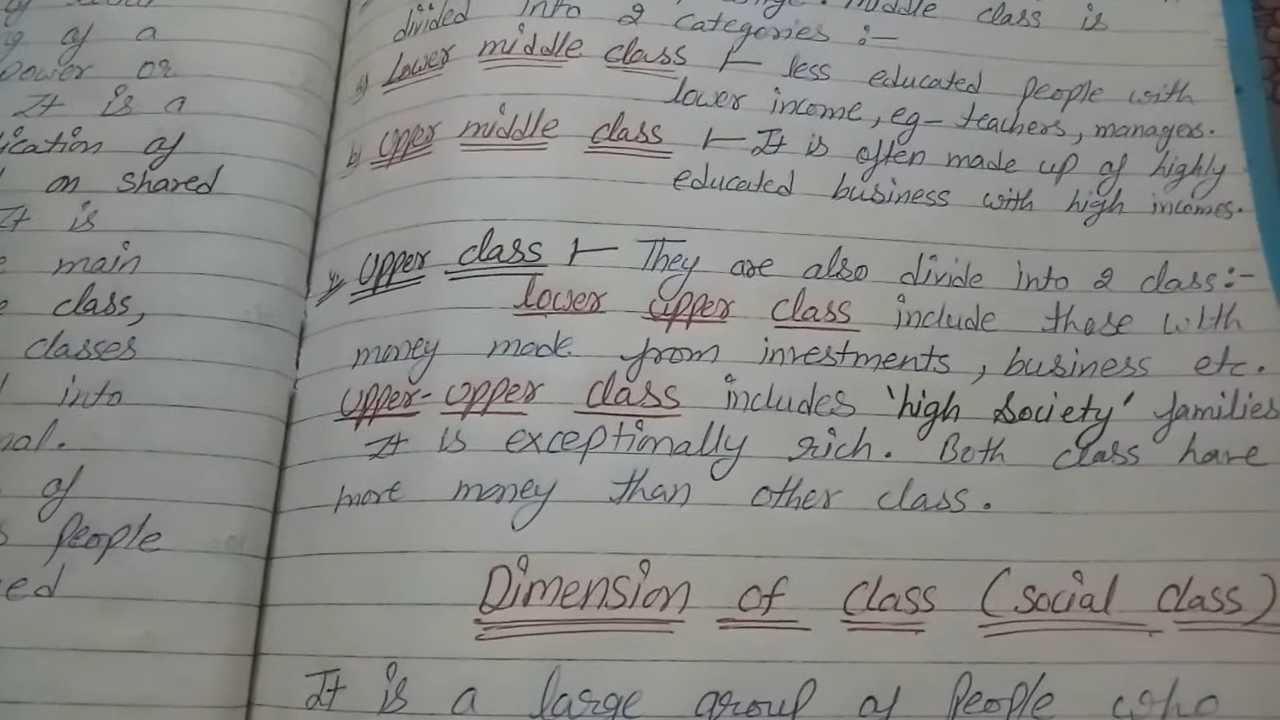 of a
power or
It is a
of
on shared
It is
main
class,
classes
into
of
People
middle class is
divided into 2 categories :-
a) Lower middle class :- less educated people with
lower income, eg- teachers, managers.
b) Upper middle class :- It is often made up of highly
educated business with high incomes.
Upper class :- They are also divide into 2 class:-
lower upper class include those with
money made from investments, business etc.
Upper-upper class includes 'high society' families
It is exceptionally rich. Both class have
more money than other class.
Dimension of class (social class)
It is a large group of people who